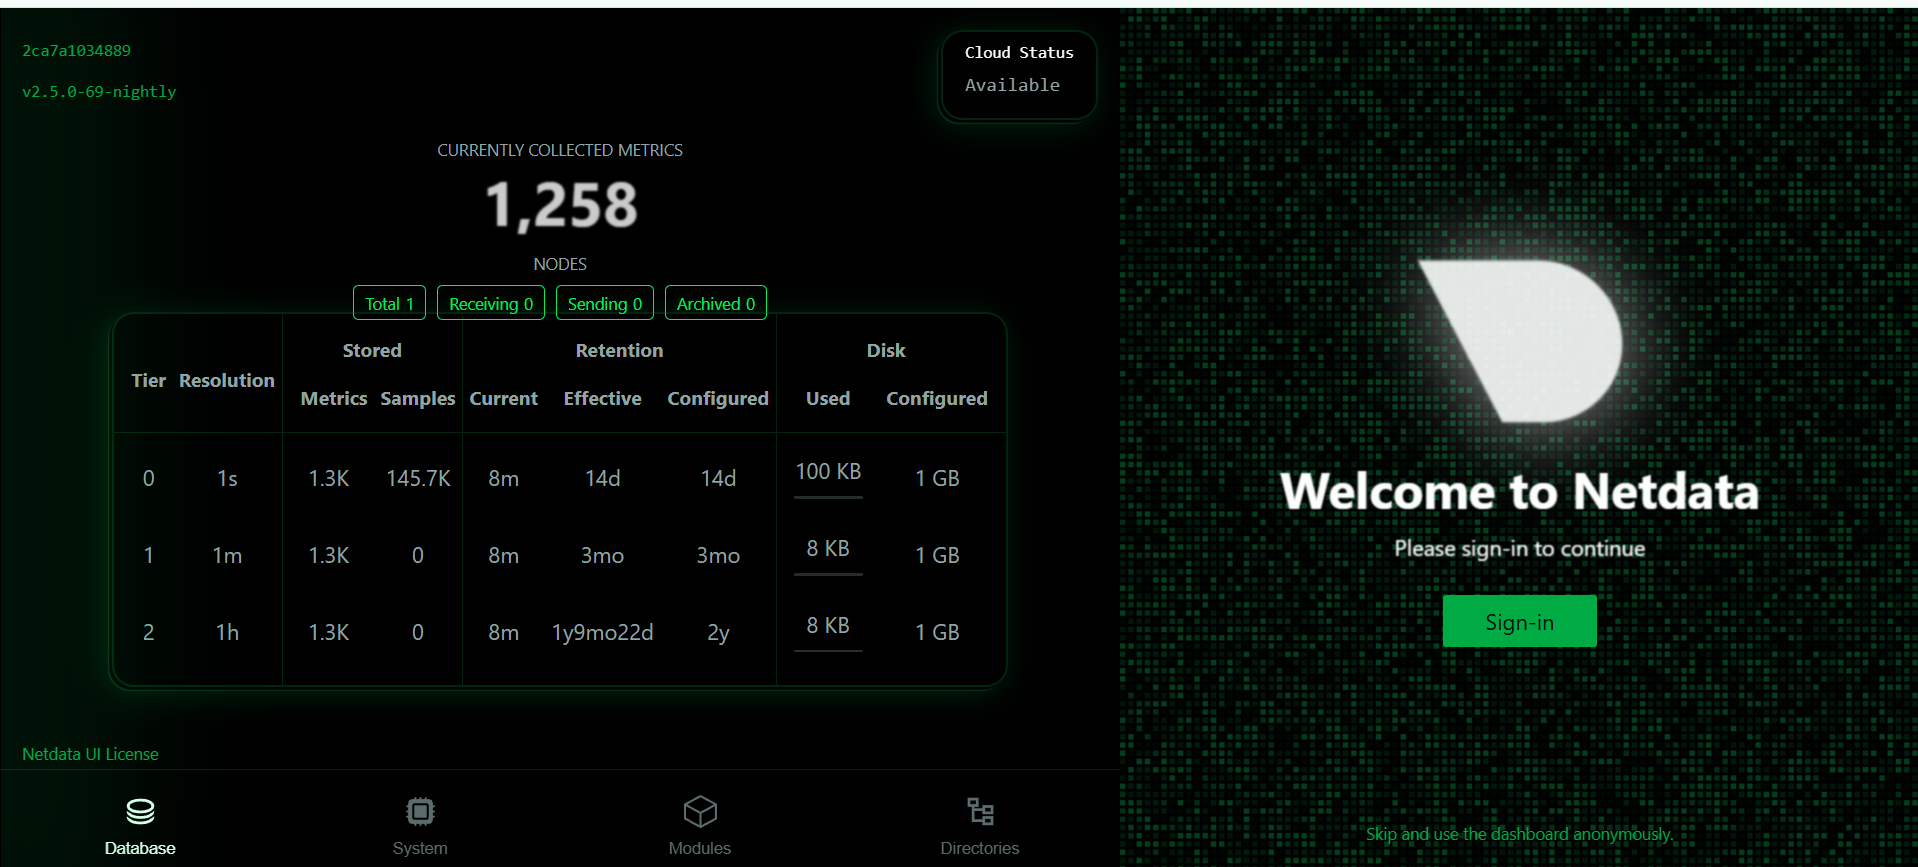 2ca7a1034889
v2.5.0-69-nightly
Cloud Status
Available
CURRENTLY COLLECTED METRICS
1,258
NODES
Total 1 Receiving 0 Sending 0 Archived 0
Stored Retention Disk
Tier Resolution
Metrics Samples Current Effective Configured Used Configured
0 1s 1.3K 145.7K 8m 14d 14d 100 KB 1 GB
1 1m 1.3K 0 8m 3mo 3mo 8 KB 1 GB
2 1h 1.3K 0 8m 1y9mo22d 2y 8 KB 1 GB
Netdata UI License
Database System Modules Directories
Welcome to Netdata
Please sign-in to continue
Sign-in
Skip and use the dashboard anonymously.